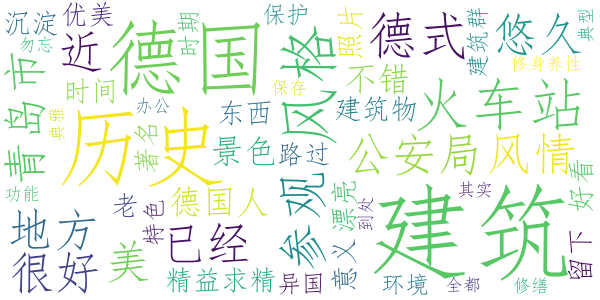 沉淀
优美
时期
保护
照片
德式
建筑群
悠久
典型
勿忘
近
德国
风格
不错
修身养性
青岛市
时间
保存
火车站
典雅
办公
东西
建筑物
著名
历史
景色
路过
公安局
风情
好看
功能
老
特色
德国人
参观
漂亮
到处
其实
建筑
地方
很好
美
已经
精益求精
异国
意义
环境
全都
修缮
留下